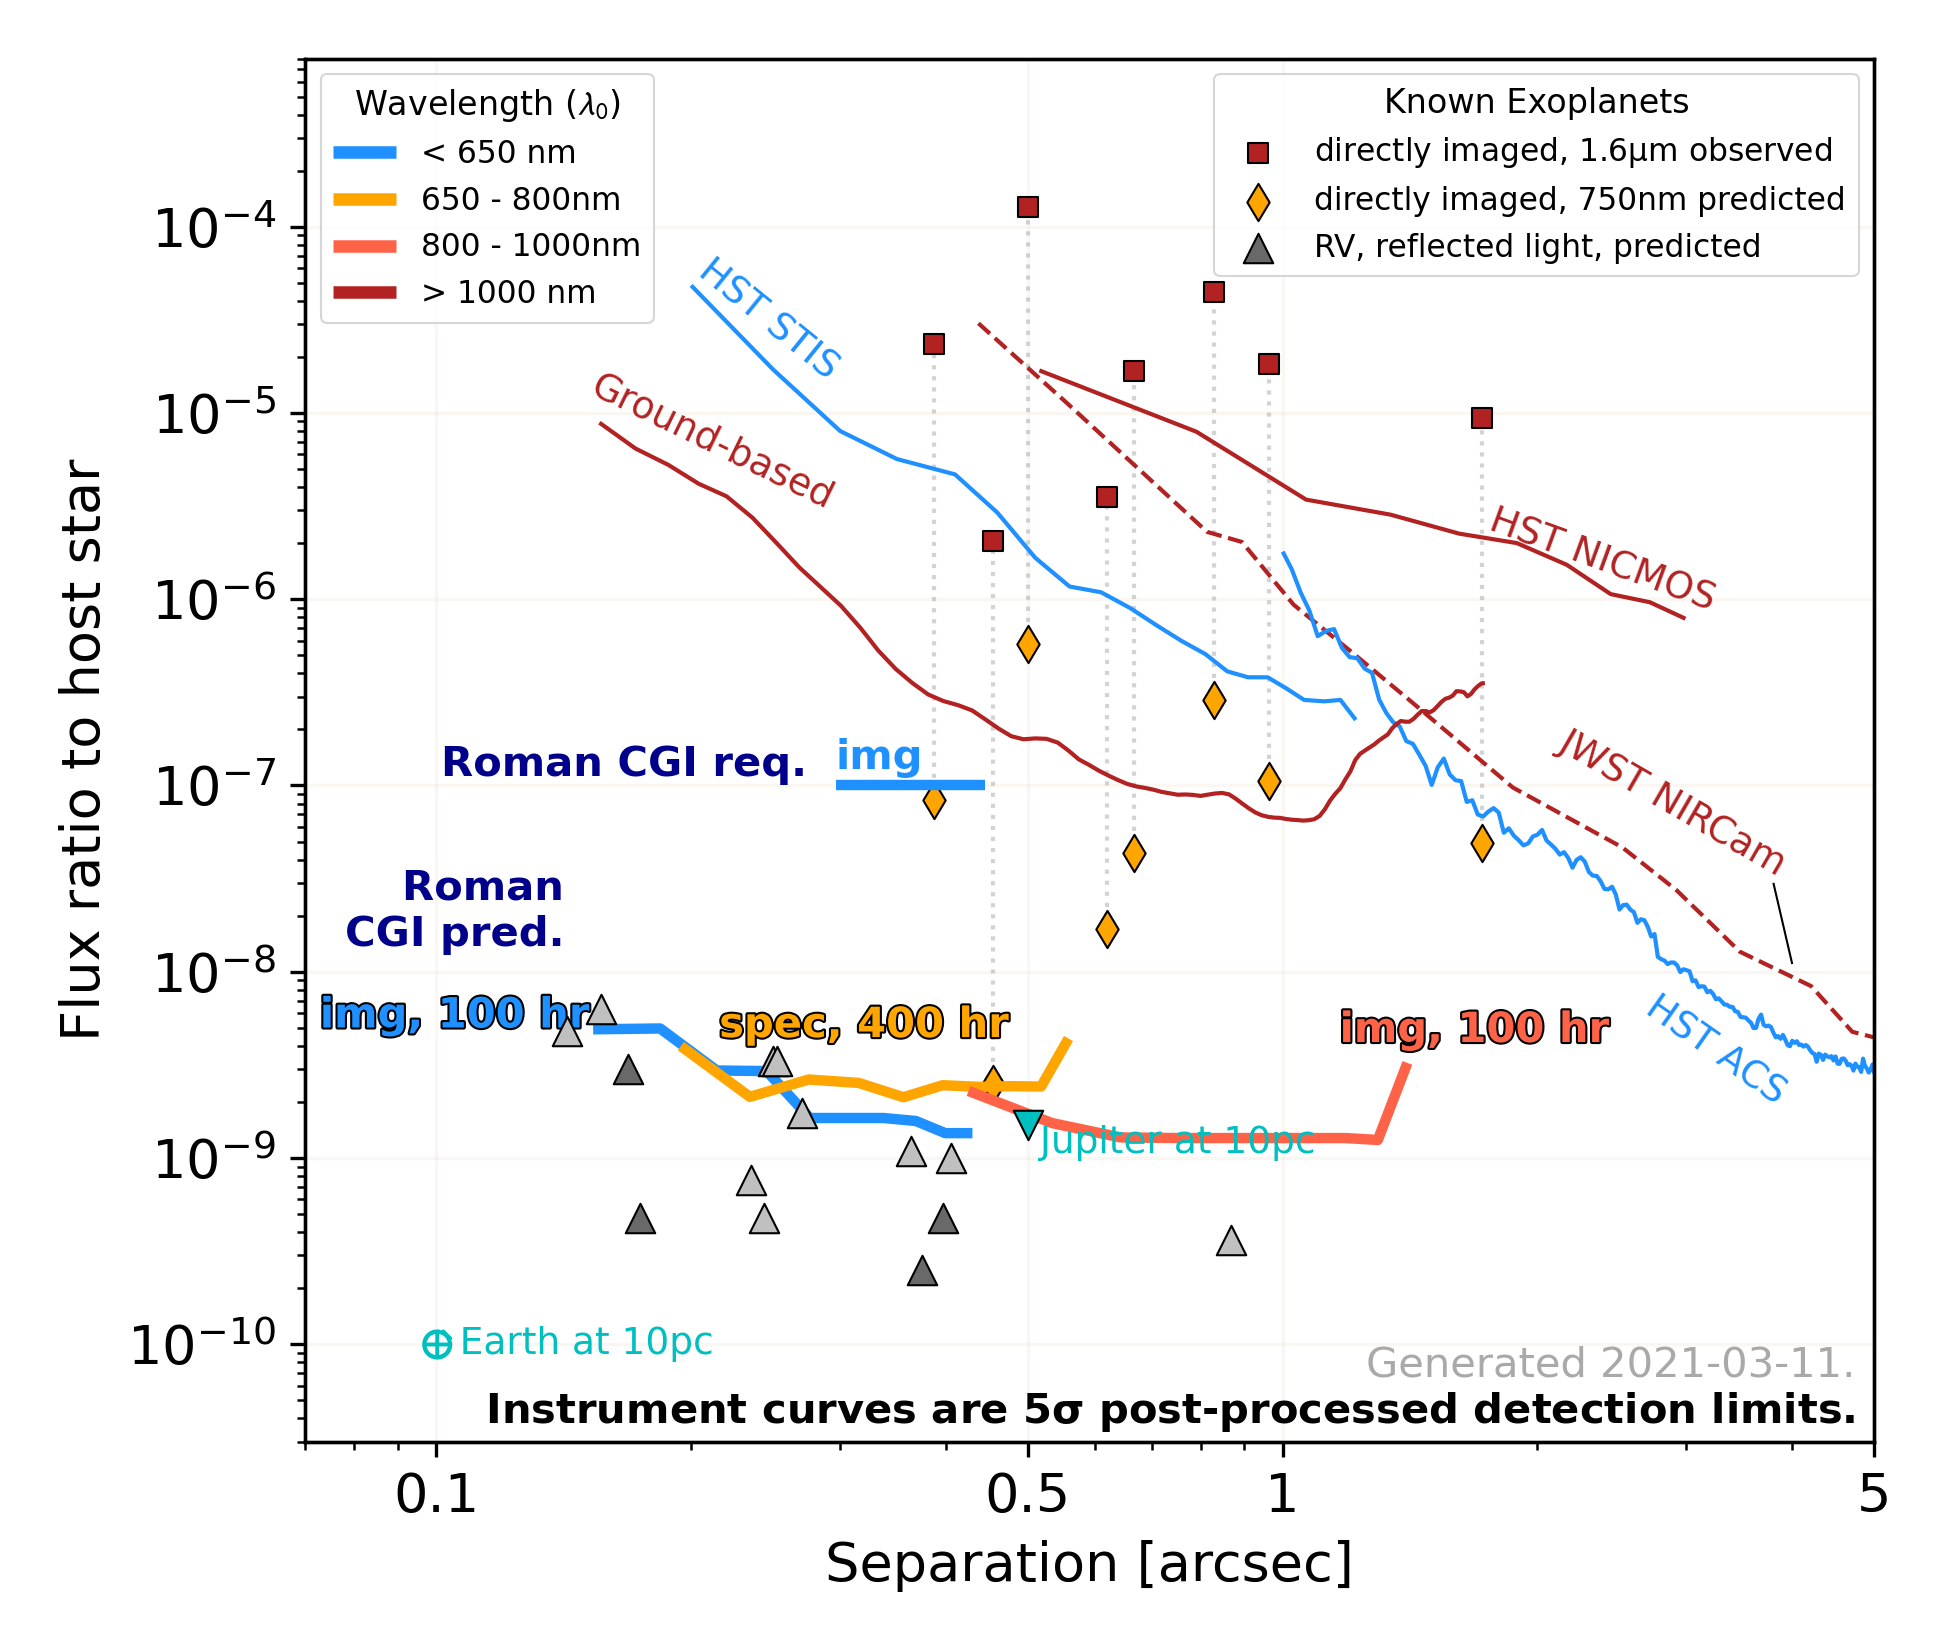 Wavelength (λ₀)
< 650 nm
650 - 800nm
800 - 1000nm
> 1000 nm
Known Exoplanets
directly imaged, 1.6μm observed
directly imaged, 750nm predicted
RV, reflected light, predicted
Flux ratio to host star
10⁻⁴
10⁻⁵
10⁻⁶
10⁻⁷
10⁻⁸
10⁻⁹
10⁻¹⁰
HST STIS
Ground-based
HST NICMOS
JWST NIRCam
HST ACS
Roman CGI req.
img
Roman
CGI pred.
img, 100 hr
spec, 400 hr
img, 100 hr
Jupiter at 10pc
Earth at 10pc
Generated 2021-03-11.
Instrument curves are 5σ post-processed detection limits.
0.1
0.5
1
5
Separation [arcsec]